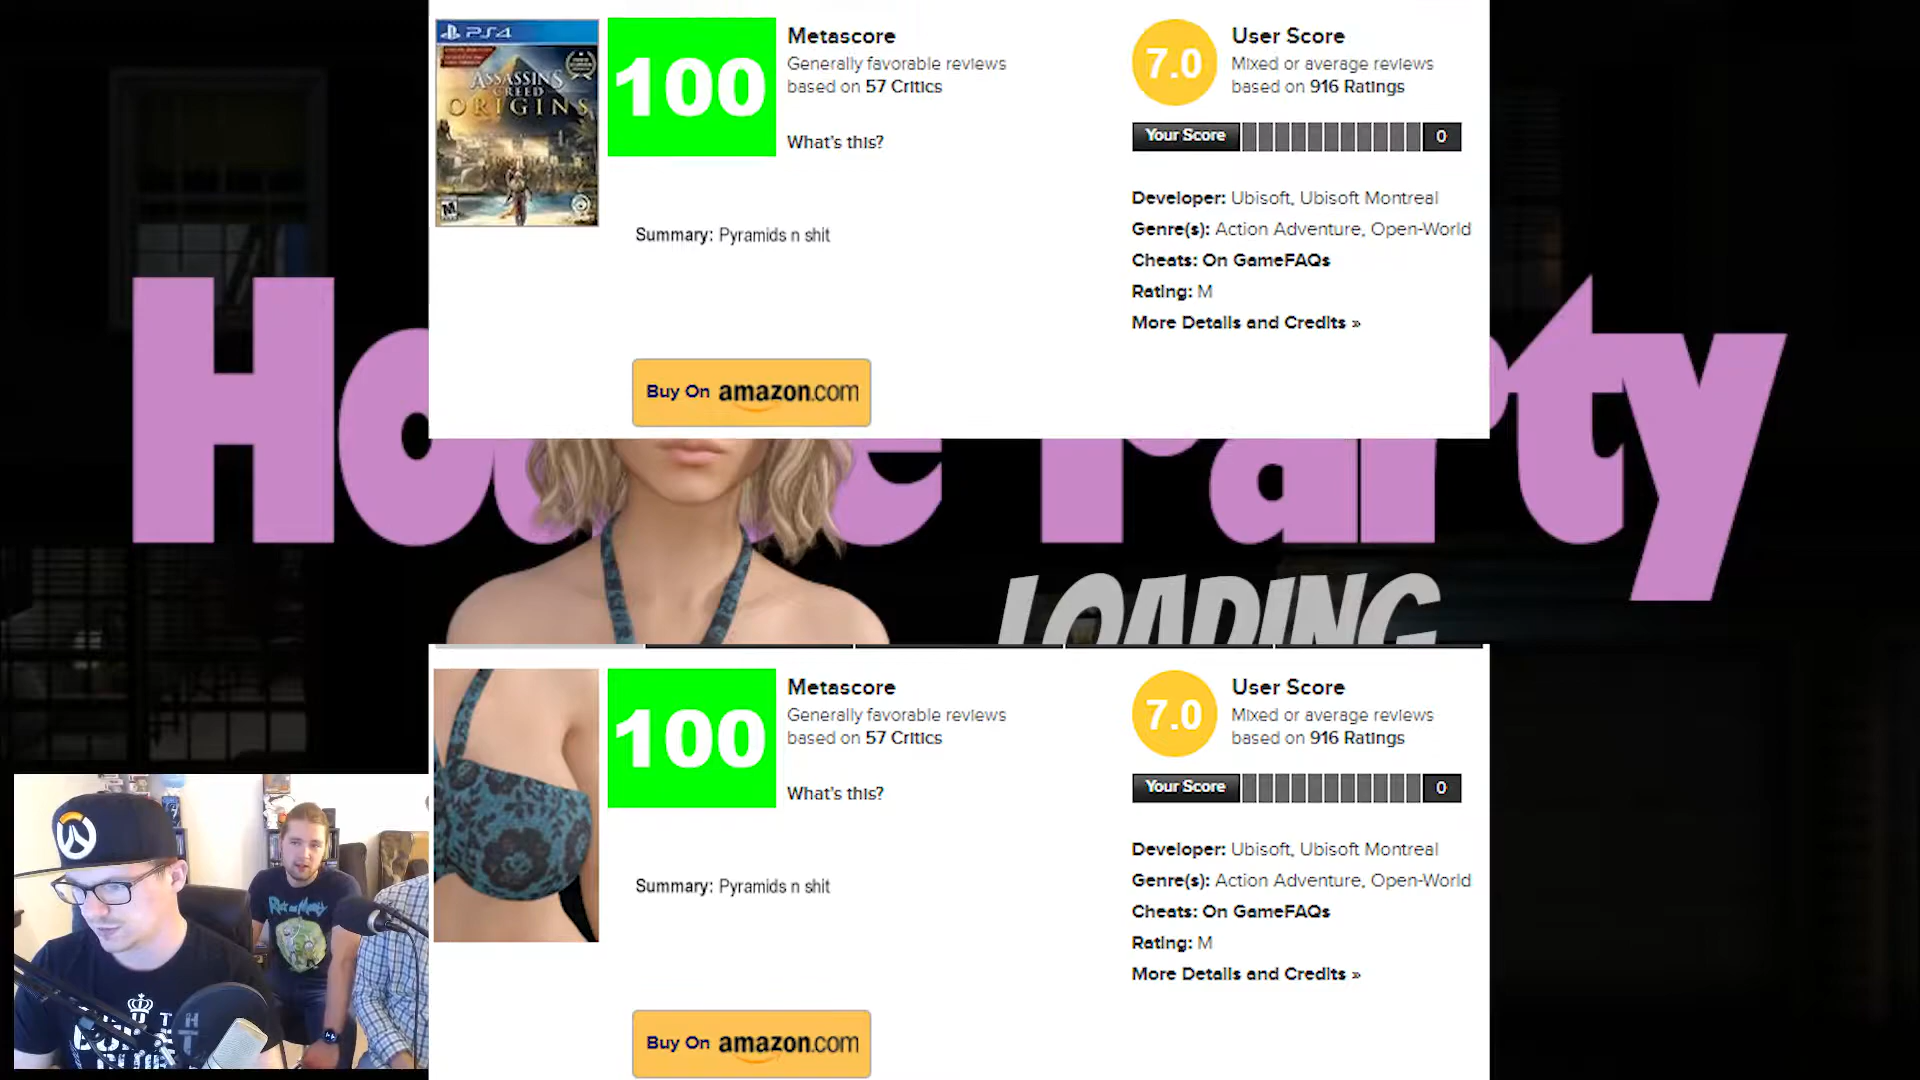 PS4
ASSASSIN'S
CREED
ORIGINS
M
100
Metascore
Generally favorable reviews
based on 57 Critics
What's this?
Summary: Pyramids n shit
Buy On amazon.com
7.0
User Score
Mixed or average reviews
based on 916 Ratings
Your Score 0
Developer: Ubisoft, Ubisoft Montreal
Genre(s): Action Adventure, Open-World
Cheats: On GameFAQs
Rating: M
More Details and Credits »
House Party
LOADING
100
Metascore
Generally favorable reviews
based on 57 Critics
What's this?
Summary: Pyramids n shit
Buy On amazon.com
7.0
User Score
Mixed or average reviews
based on 916 Ratings
Your Score 0
Developer: Ubisoft, Ubisoft Montreal
Genre(s): Action Adventure, Open-World
Cheats: On GameFAQs
Rating: M
More Details and Credits »
Rick and Morty